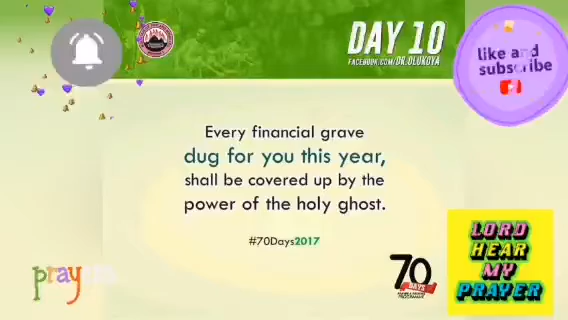 DAY 10
FACEBOOK.COM/DR.OLUKOYA
like and
subscribe
Every financial grave
dug for you this year,
shall be covered up by the
power of the holy ghost.
#70Days2017
70
DAYS
LORD
HEAR
MY
PRAYER